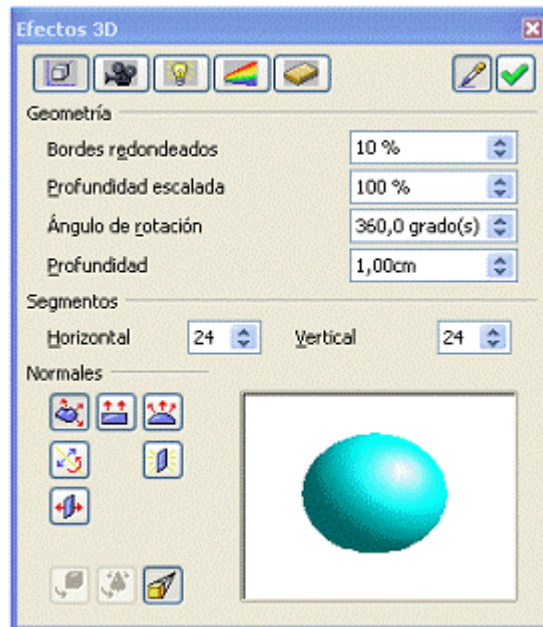 Efectos 3D
Geometría
Bordes redondeados 10 %
Profundidad escalada 100 %
Ángulo de rotación 360,0 grado(s)
Profundidad 1,00cm
Segmentos
Horizontal 24 Vertical 24
Normales